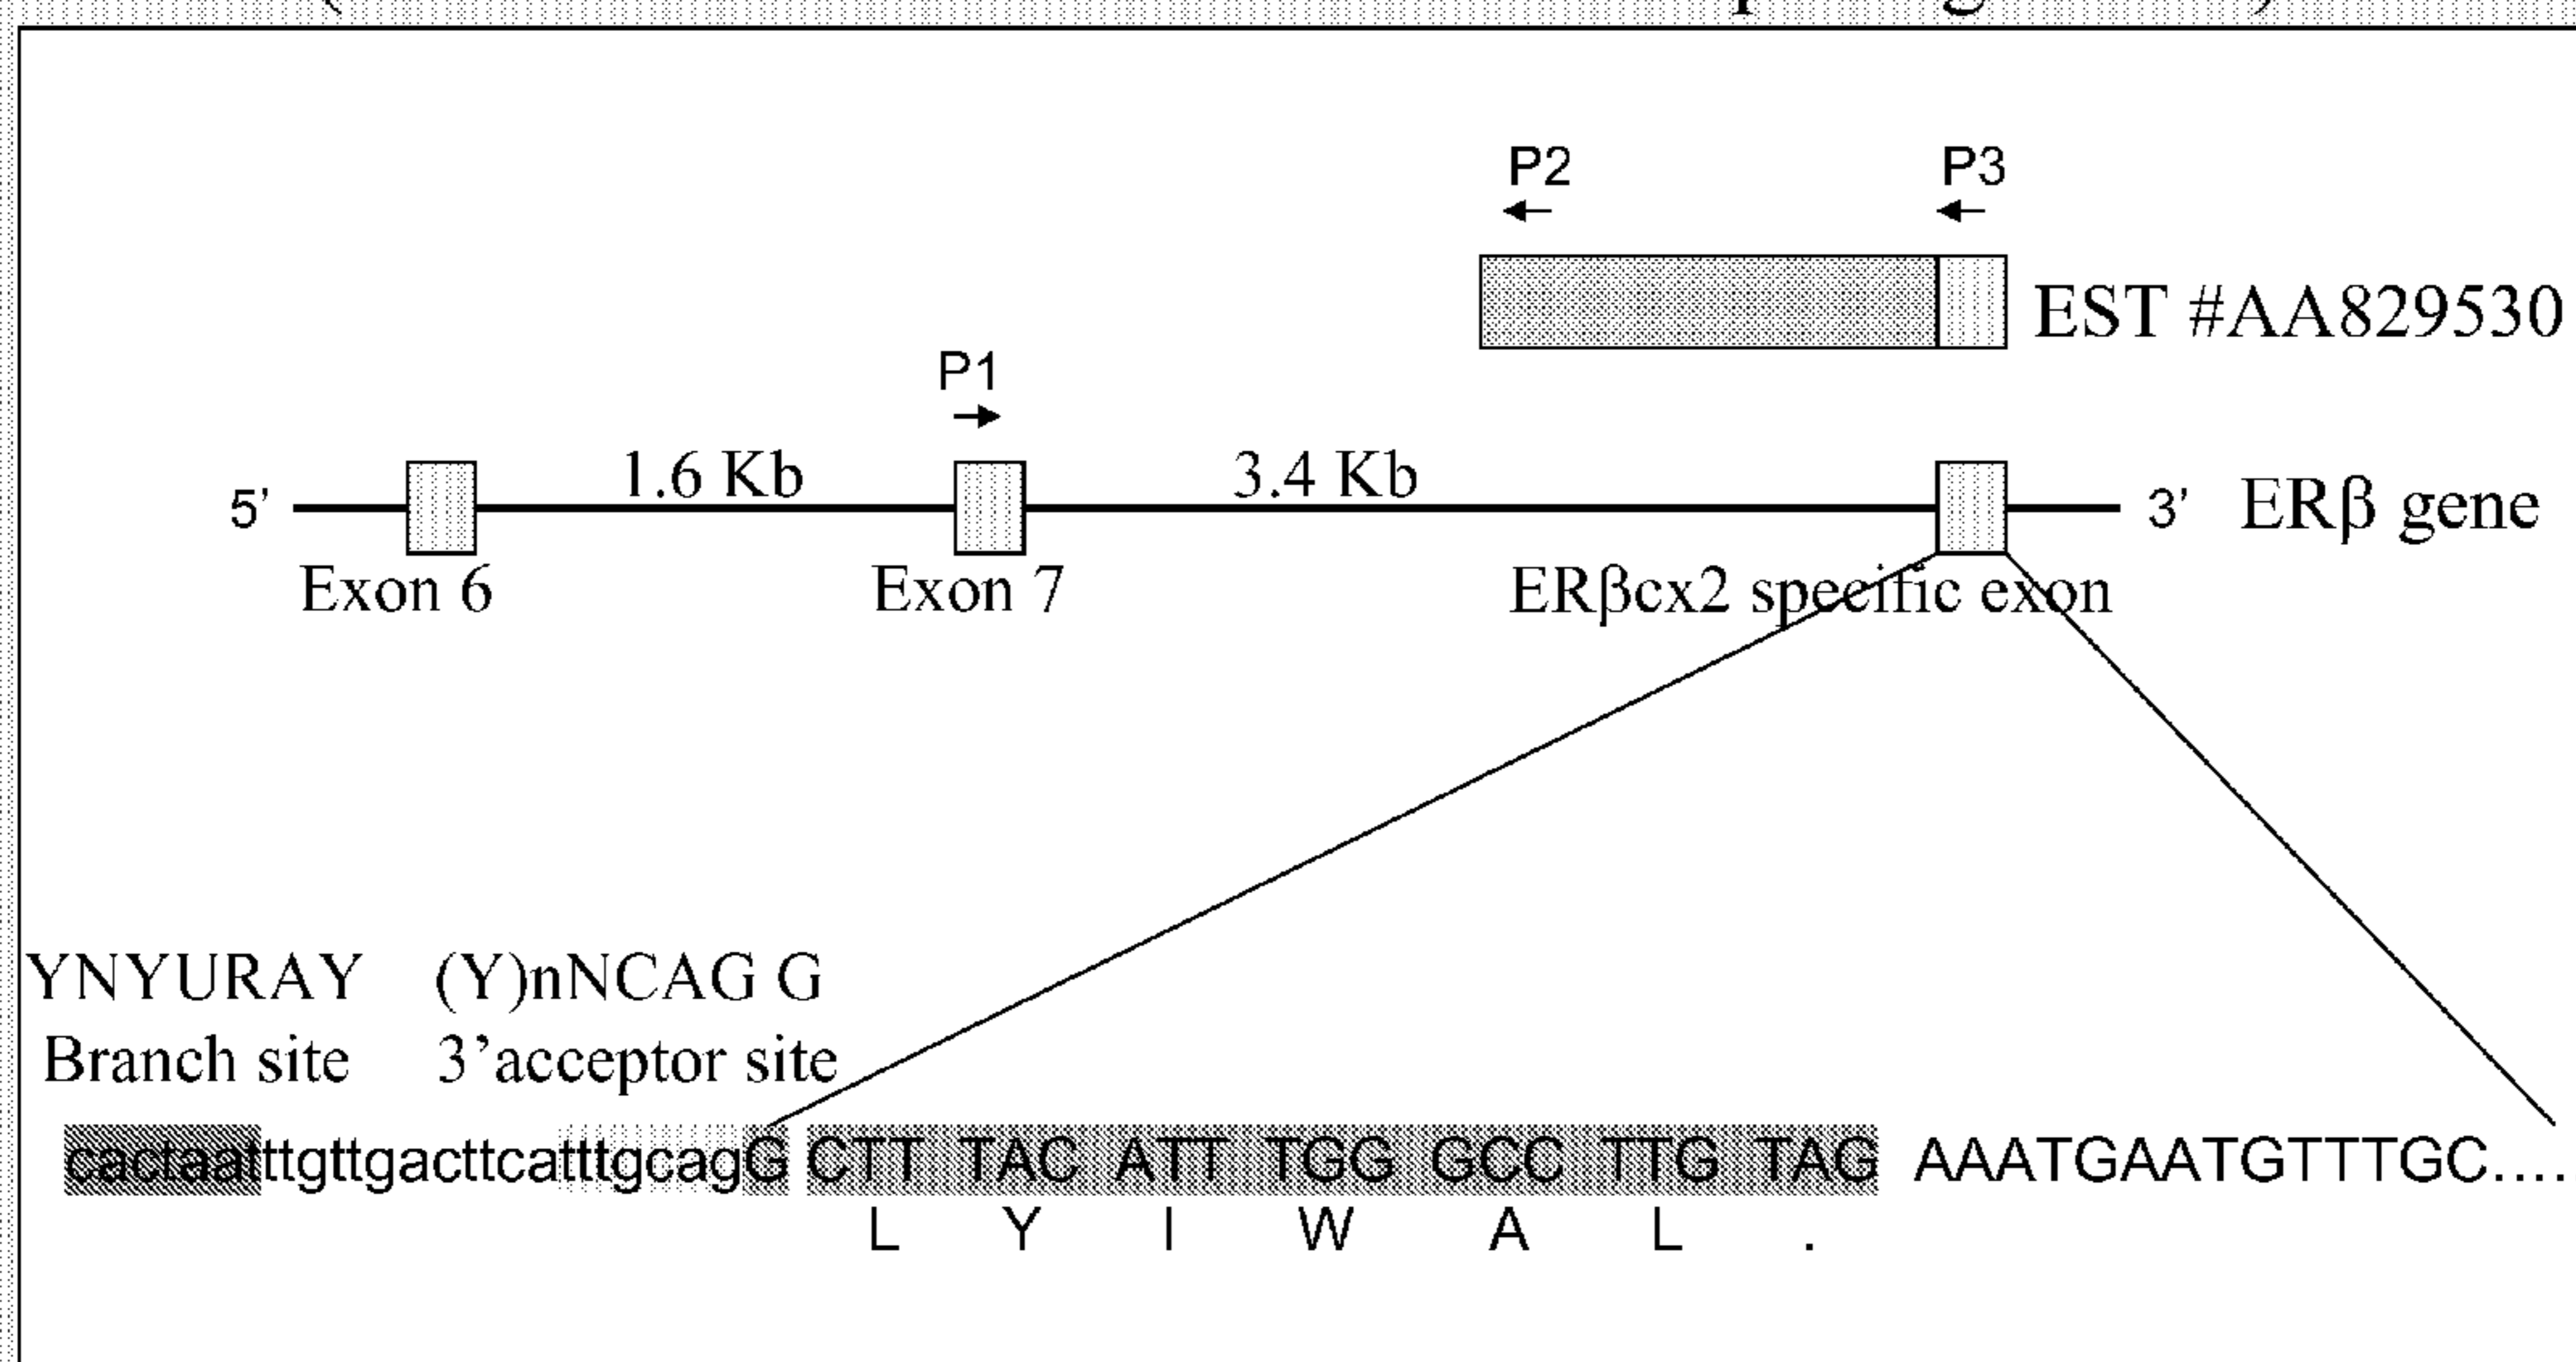 P2 P3
EST #AA829530
P1
1.6 Kb 3.4 Kb
5’ 3’ ERβ gene
Exon 6 Exon 7 ERβcx2 specific exon
YNYURAY (Y)nNCAG G
Branch site 3’acceptor site
cactaatttgttgacttcatttgcagG CTT TAC ATT TGG GCC TTG TAG AAATGAATGTTTGC....
L Y I W A L .